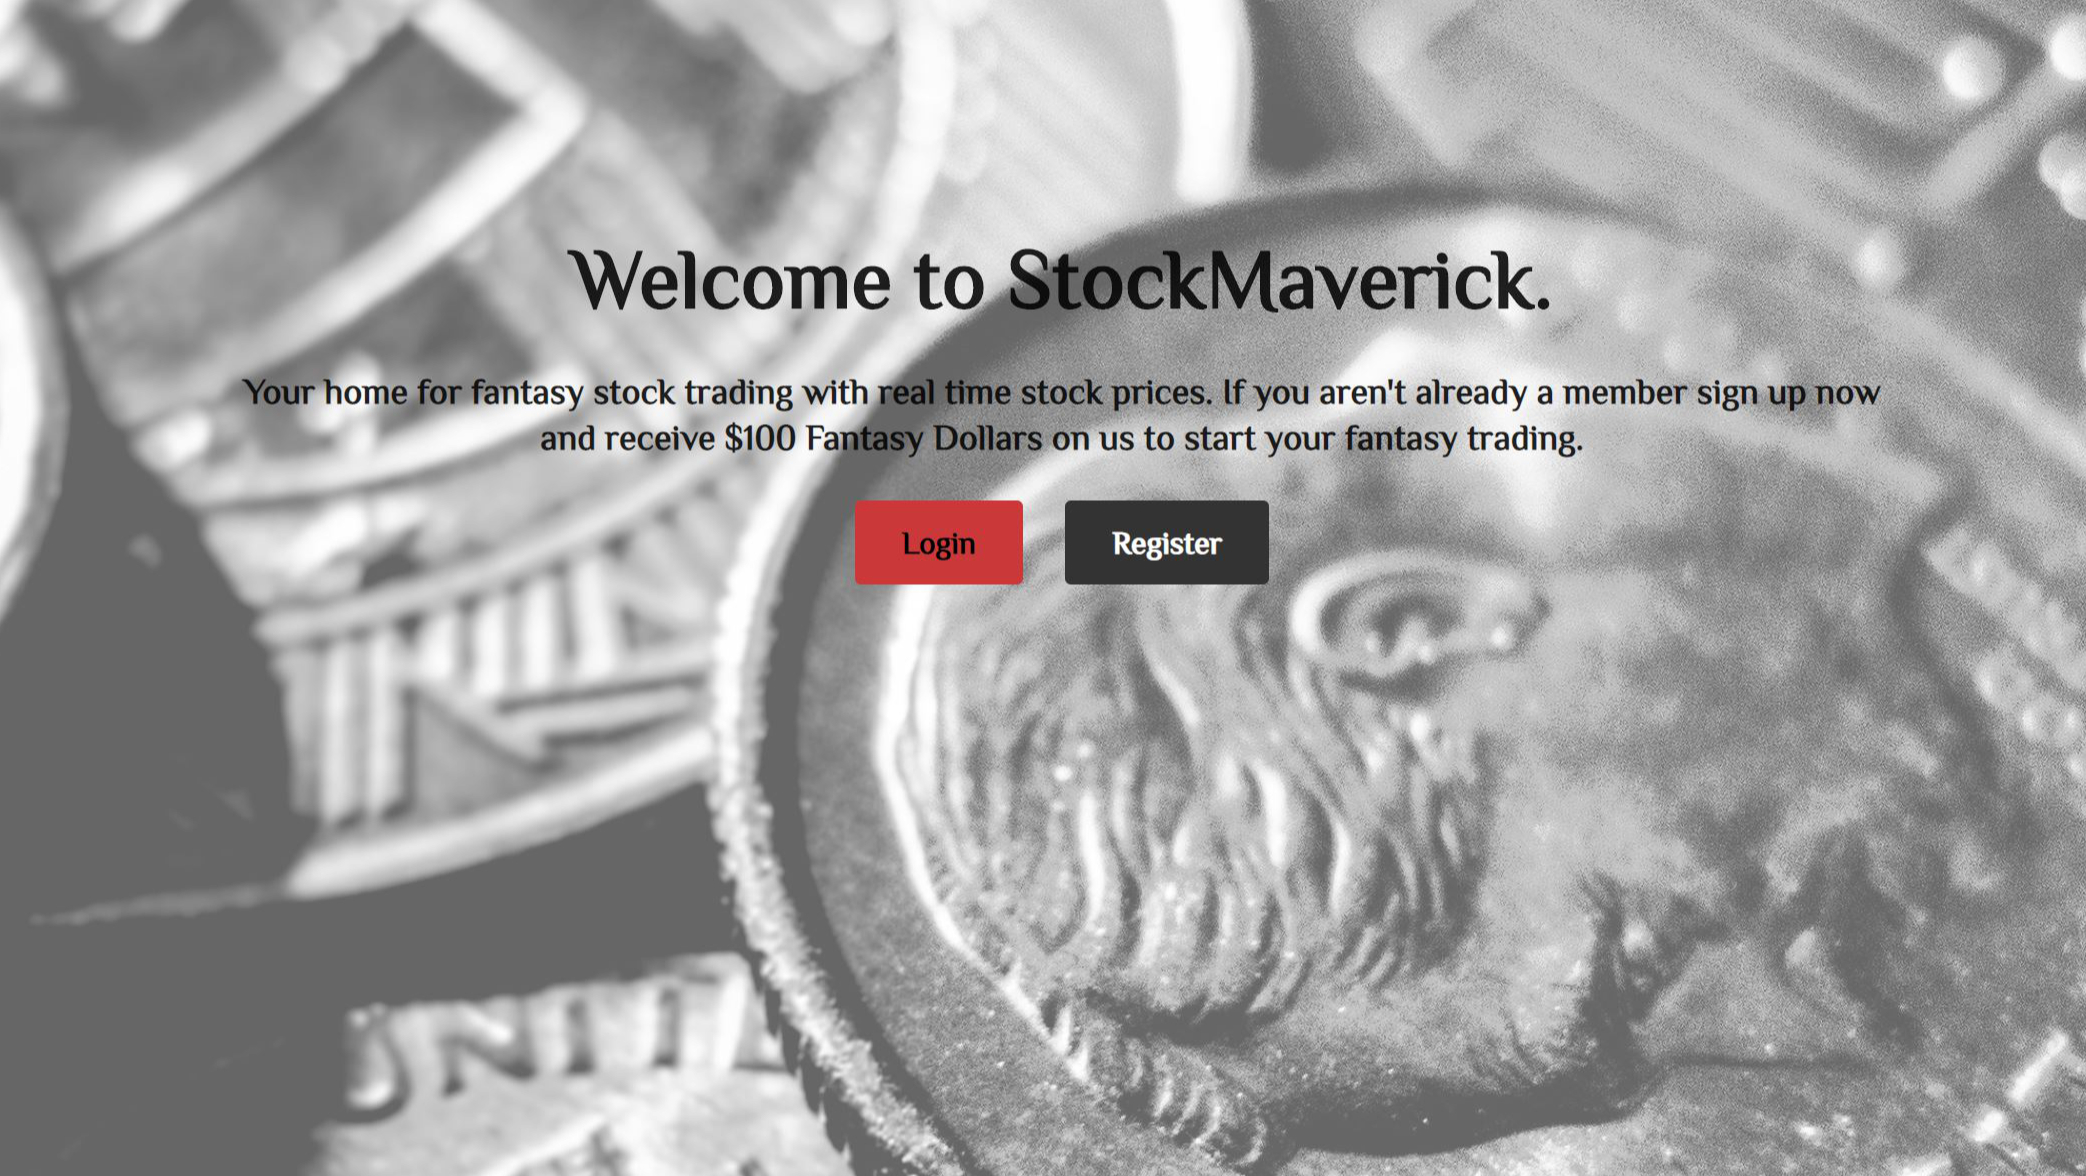 Welcome to StockMaverick.
Your home for fantasy stock trading with real time stock prices. If you aren't already a member sign up now
and receive $100 Fantasy Dollars on us to start your fantasy trading.
Login Register